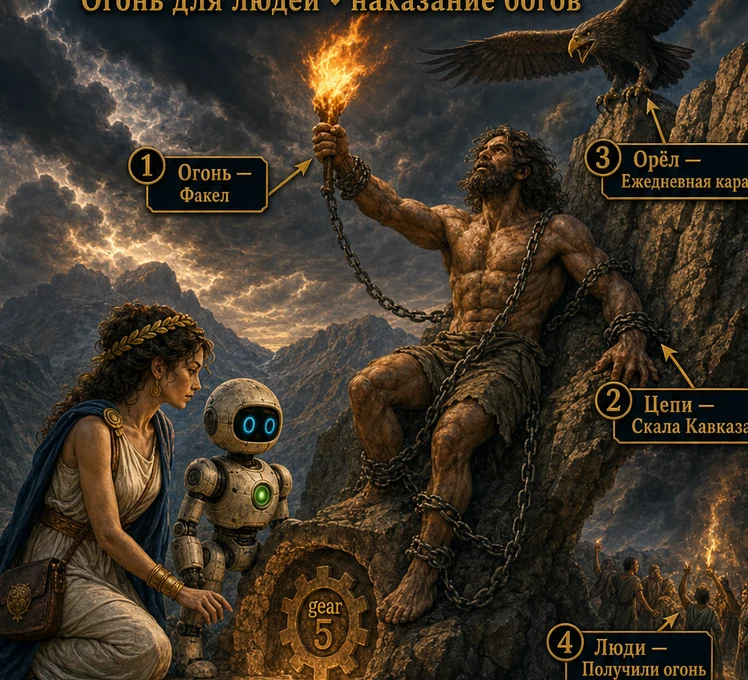 Огонь для людей • наказание богов
1 Огонь —
Факел
3 Орёл —
Ежедневная кара
2 Цепи —
Скала Кавказа
gear
5
4 Люди —
Получили огонь